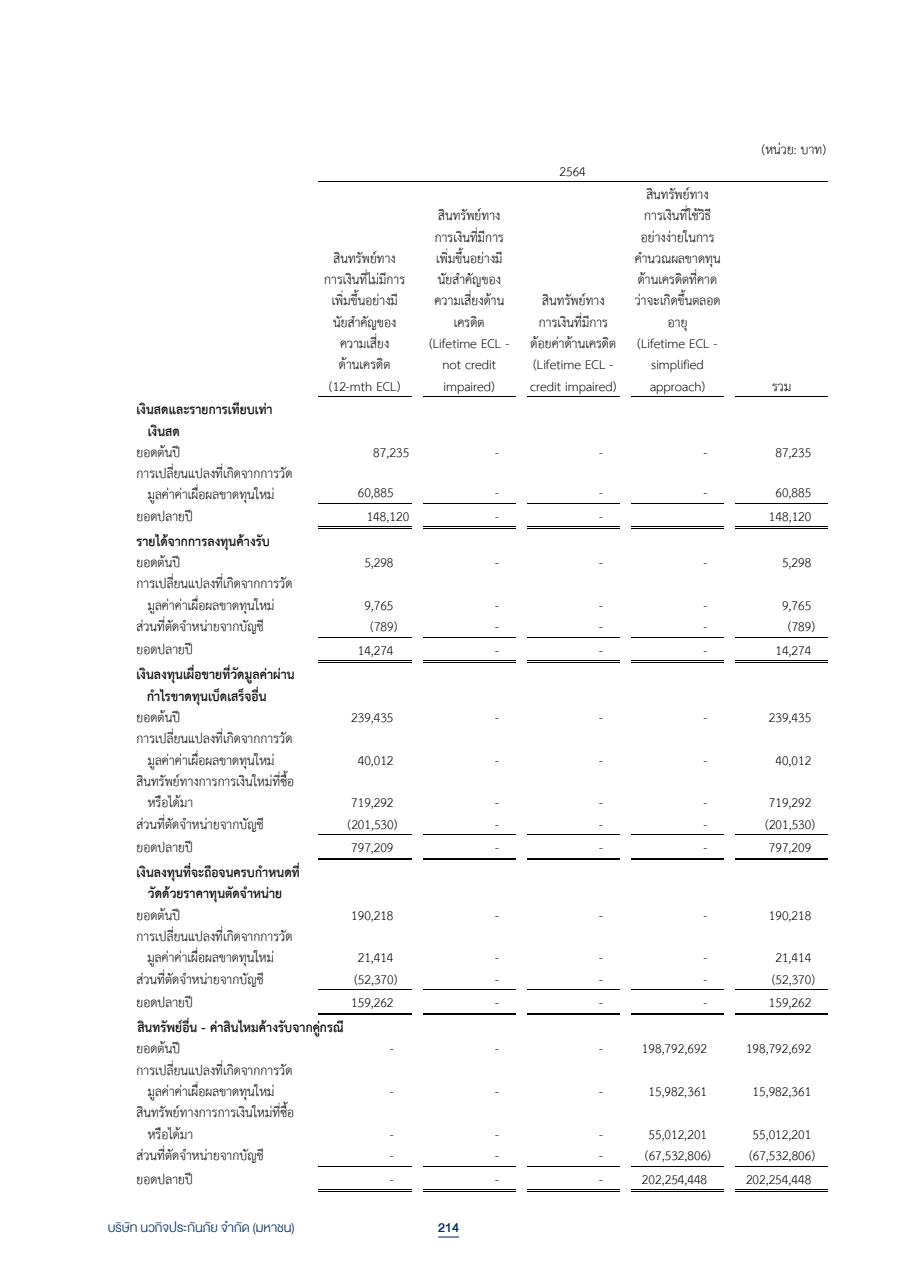 (หน่วย: บาท)
2564
สินทรัพย์ทาง
การเงินที่ไม่มีการ
เพิ่มขึ้นอย่างมี
นัยสำคัญของ
ความเสี่ยง
ด้านเครดิต
(12-mth ECL)
สินทรัพย์ทาง
การเงินที่มีการ
เพิ่มขึ้นอย่างมี
นัยสำคัญของ
ความเสี่ยงด้าน
เครดิต
(Lifetime ECL -
not credit
impaired)
สินทรัพย์ทาง
การเงินที่มีการ
ด้อยค่าด้านเครดิต
(Lifetime ECL -
credit impaired)
สินทรัพย์ทาง
การเงินที่ใช้วิธี
อย่างง่ายในการ
คำนวณผลขาดทุน
ด้านเครดิตที่คาด
ว่าจะเกิดขึ้นตลอด
อายุ
(Lifetime ECL -
simplified
approach)
รวม
เงินสดและรายการเทียบเท่า
เงินสด
ยอดต้นปี 87,235 - - - 87,235
การเปลี่ยนแปลงที่เกิดจากการวัด
มูลค่าค่าเผื่อผลขาดทุนใหม่ 60,885 - - - 60,885
ยอดปลายปี 148,120 - - 148,120
รายได้จากการลงทุนค้างรับ
ยอดต้นปี 5,298 - - - 5,298
การเปลี่ยนแปลงที่เกิดจากการวัด
มูลค่าค่าเผื่อผลขาดทุนใหม่ 9,765 - - - 9,765
ส่วนที่ตัดจำหน่ายจากบัญชี (789) - - - (789)
ยอดปลายปี 14,274 - - - 14,274
เงินลงทุนเผื่อขายที่วัดมูลค่าผ่าน
กำไรขาดทุนเบ็ดเสร็จอื่น
ยอดต้นปี 239,435 - - - 239,435
การเปลี่ยนแปลงที่เกิดจากการวัด
มูลค่าค่าเผื่อผลขาดทุนใหม่ 40,012 - - - 40,012
สินทรัพย์ทางการการเงินใหม่ที่ซื้อ
หรือได้มา 719,292 - - - 719,292
ส่วนที่ตัดจำหน่ายจากบัญชี (201,530) - - - (201,530)
ยอดปลายปี 797,209 - - - 797,209
เงินลงทุนที่จะถือจนครบกำหนดที่
วัดด้วยราคาทุนตัดจำหน่าย
ยอดต้นปี 190,218 - - - 190,218
การเปลี่ยนแปลงที่เกิดจากการวัด
มูลค่าค่าเผื่อผลขาดทุนใหม่ 21,414 - - - 21,414
ส่วนที่ตัดจำหน่ายจากบัญชี (52,370) - - - (52,370)
ยอดปลายปี 159,262 - - - 159,262
สินทรัพย์อื่น - ค่าสินไหมค้างรับจากคู่กรณี
ยอดต้นปี - - - 198,792,692 198,792,692
การเปลี่ยนแปลงที่เกิดจากการวัด
มูลค่าค่าเผื่อผลขาดทุนใหม่ - - - 15,982,361 15,982,361
สินทรัพย์ทางการการเงินใหม่ที่ซื้อ
หรือได้มา - - - 55,012,201 55,012,201
ส่วนที่ตัดจำหน่ายจากบัญชี - - - (67,532,806) (67,532,806)
ยอดปลายปี - - - 202,254,448 202,254,448
บริษัท นวกิจประกันภัย จำกัด (มหาชน) 214